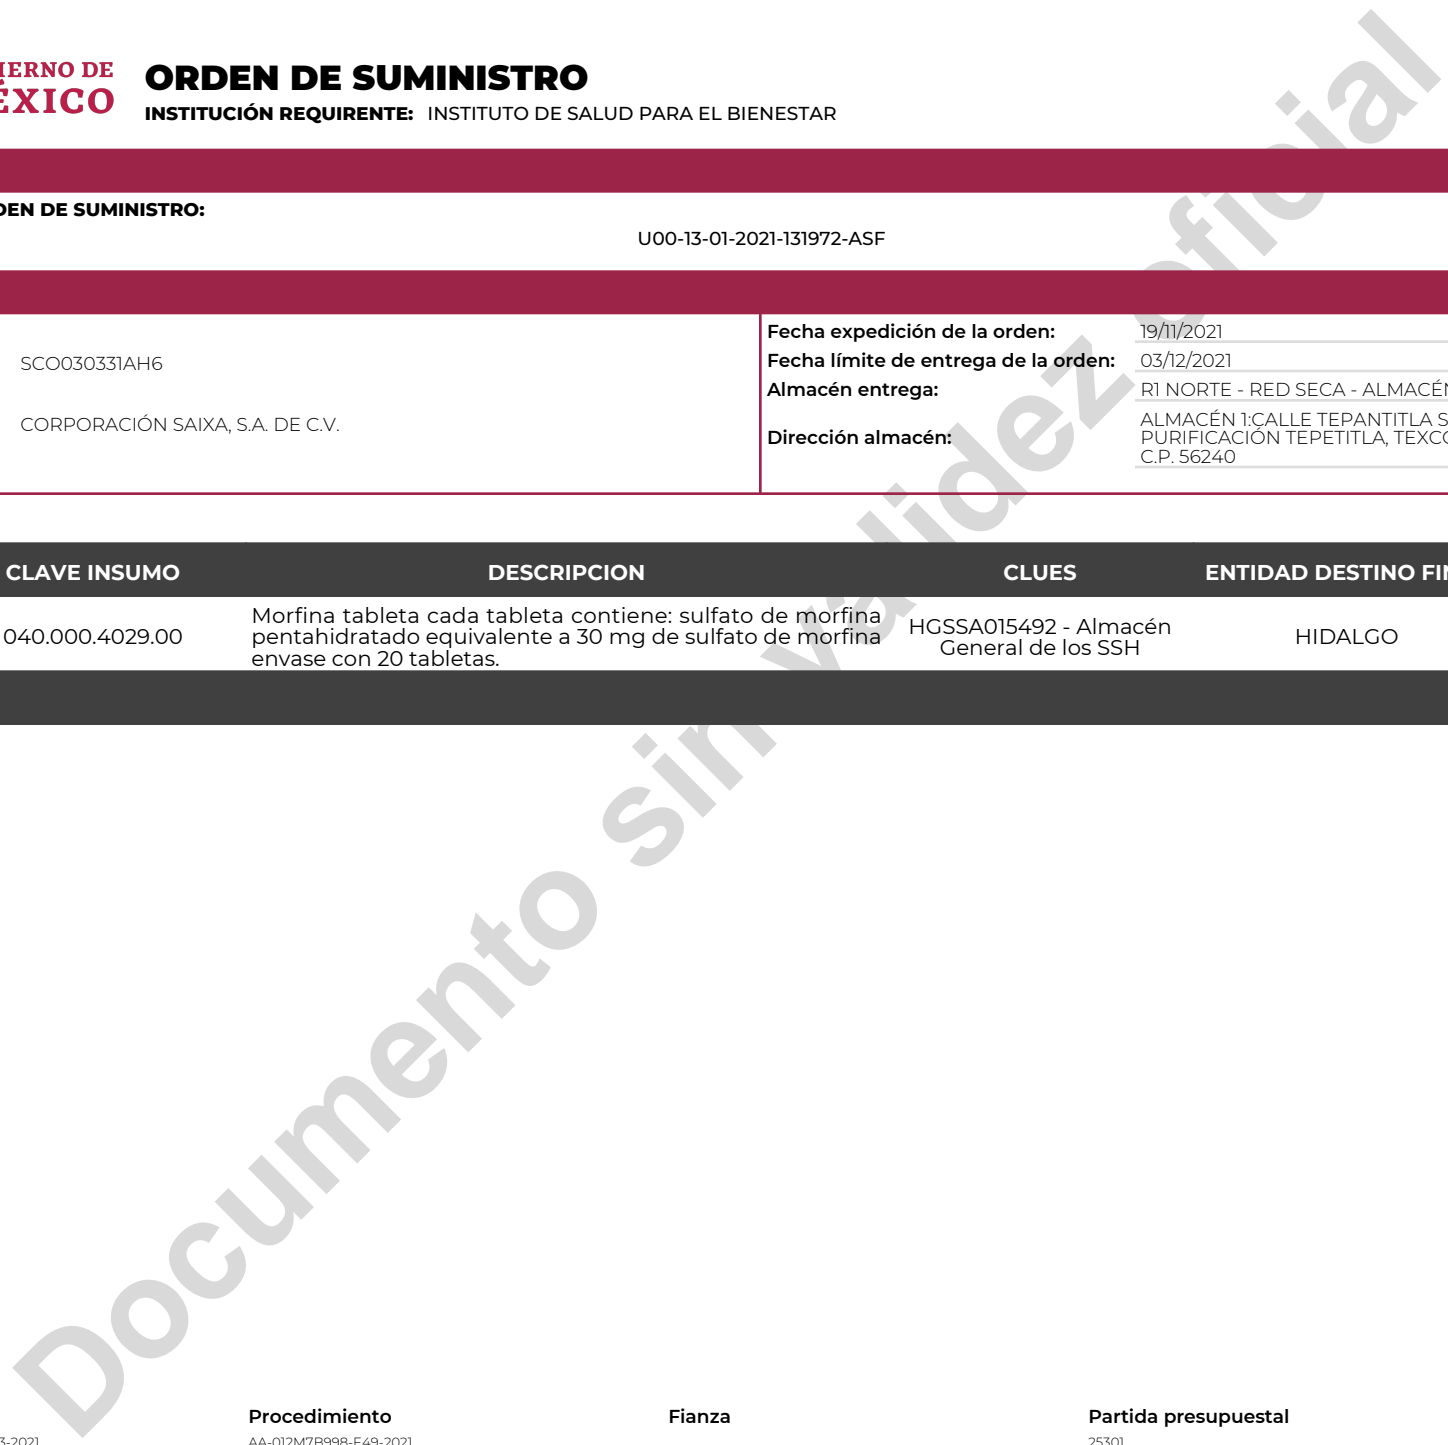 ORDEN DE SUMINISTRO
INSTITUCIÓN REQUIRENTE: INSTITUTO DE SALUD PARA EL BIENESTAR
DE
XICO
DE SUMINISTRO:
U00-13-01-2021-131972-ASF
SCO030331AH6
CORPORACIÓN SAIXA, S.A. DE C.V.
Fecha expedición de la orden: 19/11/2021
Fecha límite de entrega de la orden: 03/12/2021
Almacén entrega: R1 NORTE - RED SECA - ALMACÉN
Dirección almacén: ALMACÉN 1:CALLE TEPANTITLA S
PURIFICACIÓN TEPETITLA, TEXCO
C.P. 56240
CLAVE INSUMO DESCRIPCION CLUES ENTIDAD DESTINO FIN
040.000.4029.00
Morfina tableta cada tableta contiene: sulfato de morfina
pentahidratado equivalente a 30 mg de sulfato de morfina
envase con 20 tabletas.
HGSSA015492 - Almacén
General de los SSH
HIDALGO
Documento sin validez oficial
Procedimiento Fianza Partida presupuestal
3-2021 AA-012M7B998-E49-2021 25301